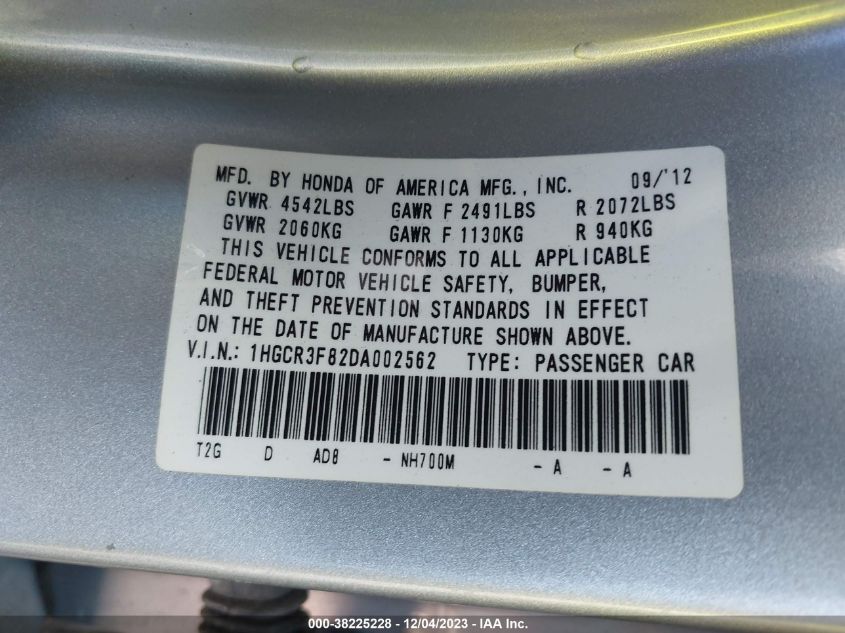 MFD. BY HONDA OF AMERICA MFG., INC. 09/'12
GVWR 4542LBS GAWR F 2491LBS R 2072LBS
GVWR 2060KG GAWR F 1130KG R 940KG
THIS VEHICLE CONFORMS TO ALL APPLICABLE
FEDERAL MOTOR VEHICLE SAFETY, BUMPER,
AND THEFT PREVENTION STANDARDS IN EFFECT
ON THE DATE OF MANUFACTURE SHOWN ABOVE.
V.I.N.: 1HGCR3F82DA002562 TYPE: PASSENGER CAR
T2G D AD8 - NH700M - A - A
000-38225228 - 12/04/2023 - IAA Inc.